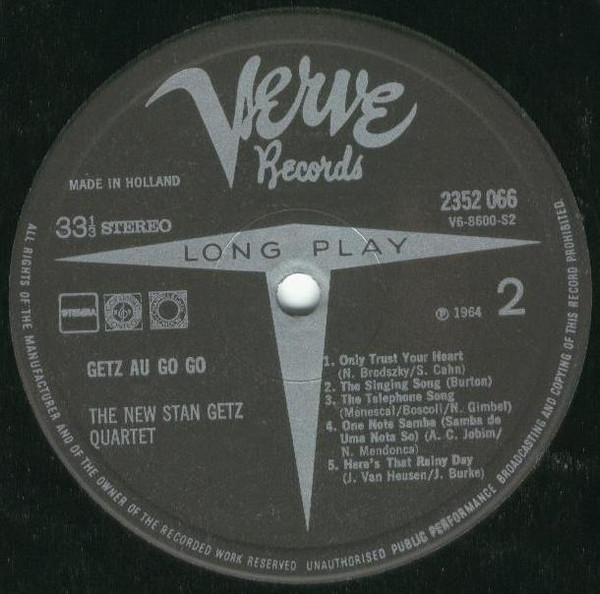 Verve
Records
MADE IN HOLLAND
2352 066
V6-8600-S2
33 1/3 STEREO
LONG PLAY
STEMRA
℗ 1964
2
GETZ AU GO GO
THE NEW STAN GETZ
QUARTET
1. Only Trust Your Heart
(N. Brodszky/S. Cahn)
2. The Singing Song (Burton)
3. The Telephone Song
(Menescal/Boscoli/N. Gimbel)
4. One Note Samba (Samba de
Uma Nota So) (A. C. Jobim/
N. Mendonca)
5. Here's That Rainy Day
(J. Van Heusen/J. Burke)
ALL RIGHTS OF THE MANUFACTURER AND OF THE OWNER OF THE RECORDED WORK RESERVED UNAUTHORISED PUBLIC PERFORMANCE BROADCASTING AND COPYING OF THIS RECORD PROHIBITED.